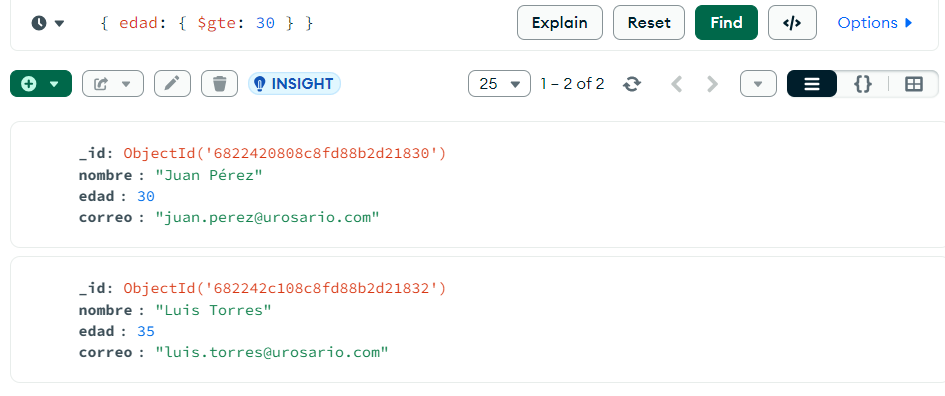 { edad: { $gte: 30 } } Explain Reset Find </> Options
INSIGHT 25 1 – 2 of 2 {}
_id: ObjectId('6822420808c8fd88b2d21830')
nombre : "Juan Pérez"
edad : 30
correo : "juan.perez@urosario.com"
_id: ObjectId('682242c108c8fd88b2d21832')
nombre : "Luis Torres"
edad : 35
correo : "luis.torres@urosario.com"